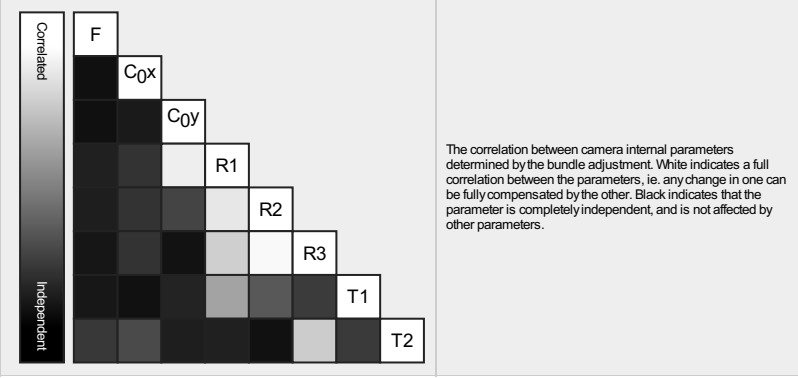 Correlated
Independent
F
C0x
C0y
R1
R2
R3
T1
T2
The correlation between camera internal parameters
determined by the bundle adjustment. White indicates a full
correlation between the parameters, ie. any change in one can
be fully compensated by the other. Black indicates that the
parameter is completely independent, and is not affected by
other parameters.